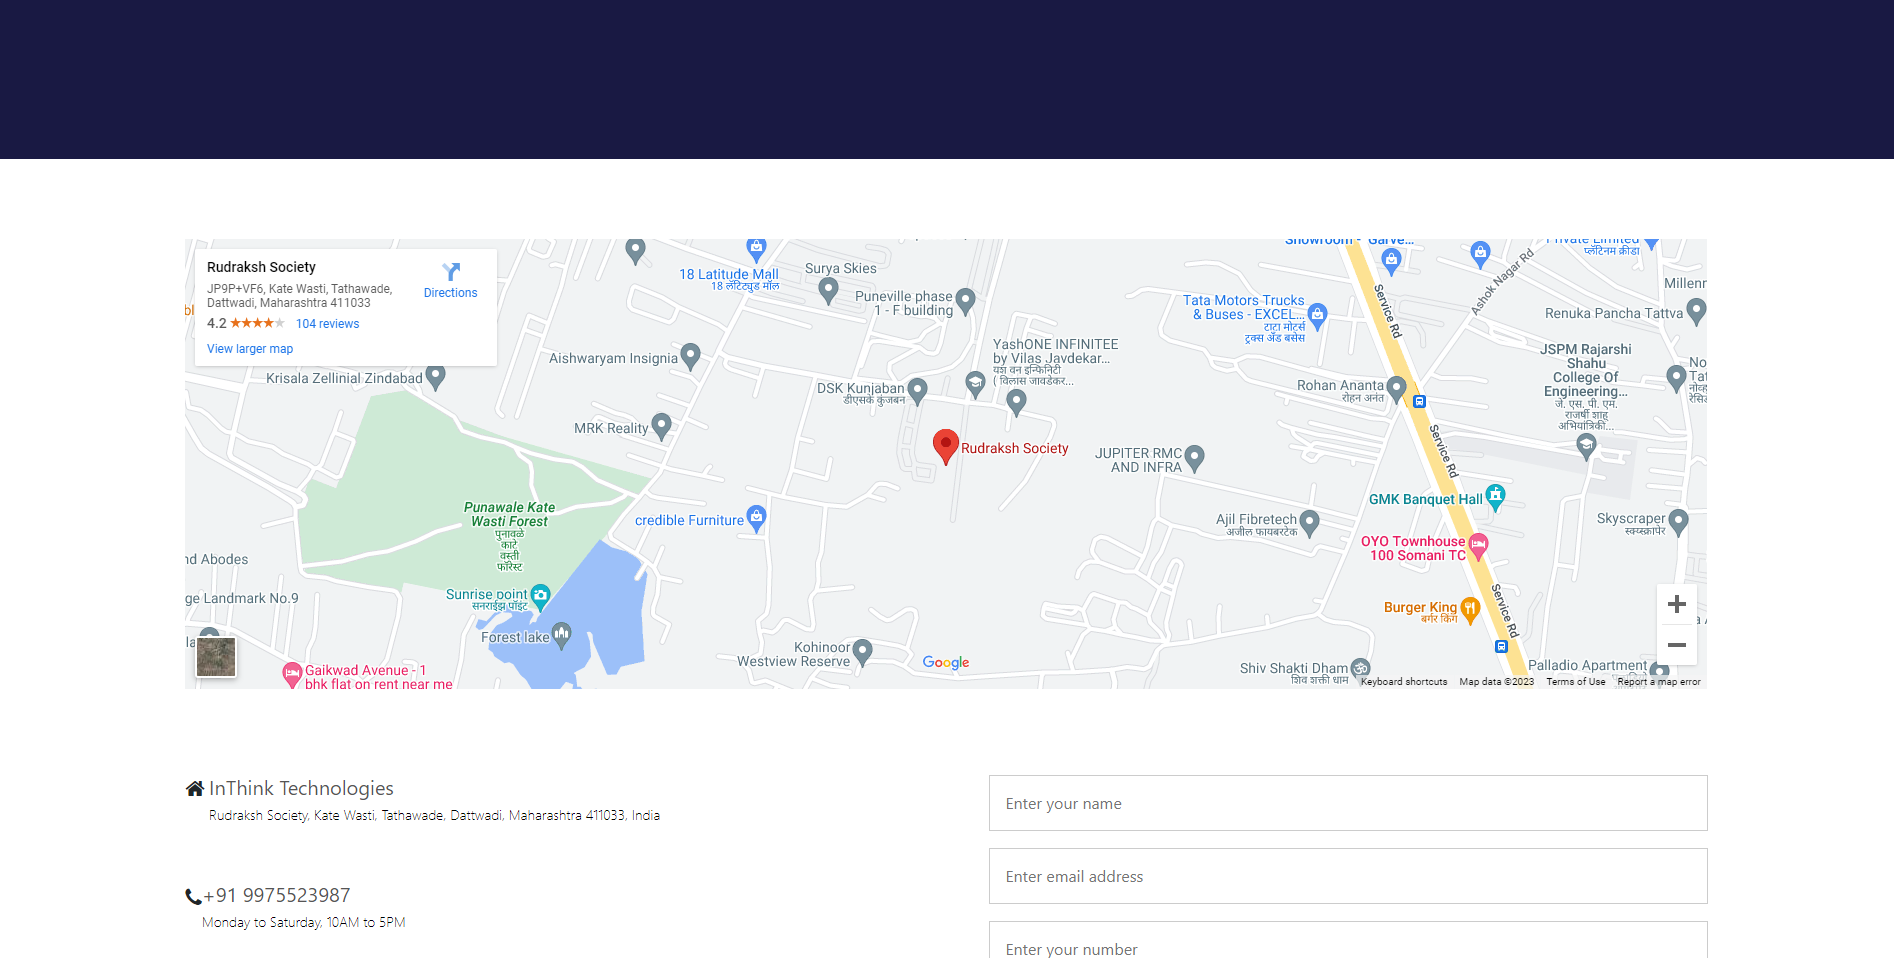 Rudraksh Society
JP9P+VF6, Kate Wasti, Tathawade,
Dattwadi, Maharashtra 411033
4.2
104 reviews
View larger map
Directions
18 Latitude Mall
18 लॅटिट्युड मॉल
Surya Skies
Puneville phase
1 - F building
Aishwaryam Insignia
Krisala Zellinial Zindabad
YashONE INFINITEE
by Vilas Javdekar...
यश वन इन्फिनिटी
( विलास जावडेकर...
DSK Kunjaban
डीएसके कुंजबन
MRK Reality
Rudraksh Society
Showroom - Garve...
Private Limited
प्लॅटिनम क्रीडा
Ashok Nagar Rd
Service Rd
Tata Motors Trucks
& Buses - EXCEL...
टाटा मोटर्स
ट्रक्स अँड बसेस
Millenn
Renuka Pancha Tattva
JSPM Rajarshi
Shahu
College Of
Engineering...
जे. एस. पी. एम.
राजर्षी शाहू
अभियांत्रिकी...
No
Tat
Rohan Ananta
रोहन अनंत
Service Rd
JUPITER RMC
AND INFRA
GMK Banquet Hall
Punawale Kate
Wasti Forest
पुनावळे
काटे
वस्ती
फॉरेस्ट
credible Furniture
Ajil Fibretech
अजील फायबरटेक
Skyscraper
स्क्य्स्क्रापेर
OYO Townhouse
100 Somani TC
nd Abodes
ge Landmark No.9
Sunrise point
सनराईझ पॉइंट
Forest lake
Burger King
बर्गर किंग
Service Rd
Kohinoor
Westview Reserve
Gaikwad Avenue - 1
bhk flat on rent near me
Google
Shiv Shakti Dham
शिव शक्ती धाम
Palladio Apartment
Keyboard shortcuts
Map data ©2023
Terms of Use
Report a map error
InThink Technologies
Rudraksh Society, Kate Wasti, Tathawade, Dattwadi, Maharashtra 411033, India
+91 9975523987
Monday to Saturday, 10AM to 5PM
Enter your name
Enter email address
Enter your number